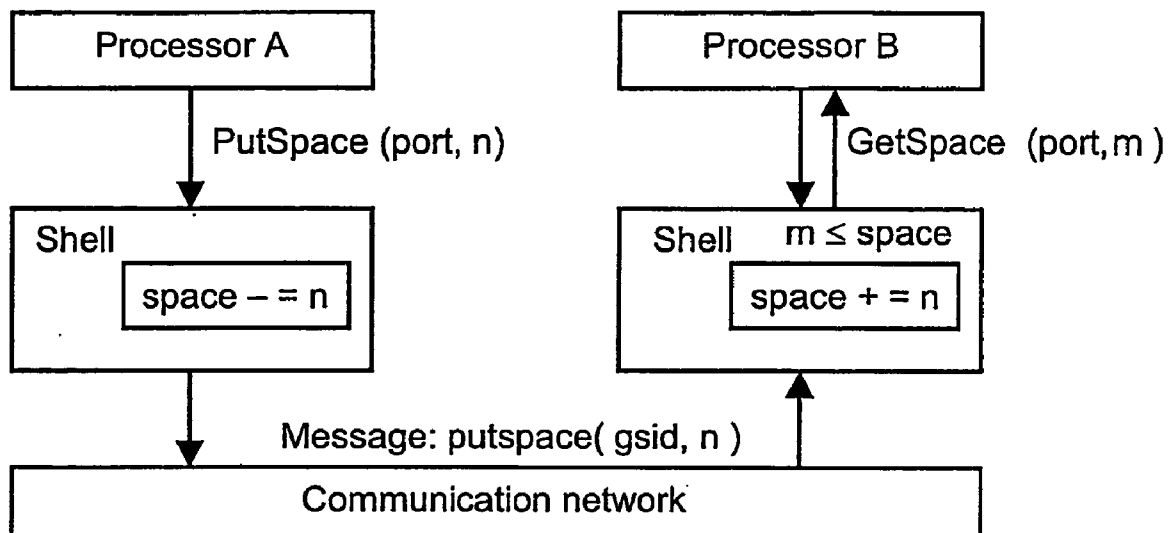 Processor A
Processor B
PutSpace (port, n)
GetSpace (port,m )
Shell
space – = n
Shell
m ≤ space
space + = n
Message: putspace( gsid, n )
Communication network